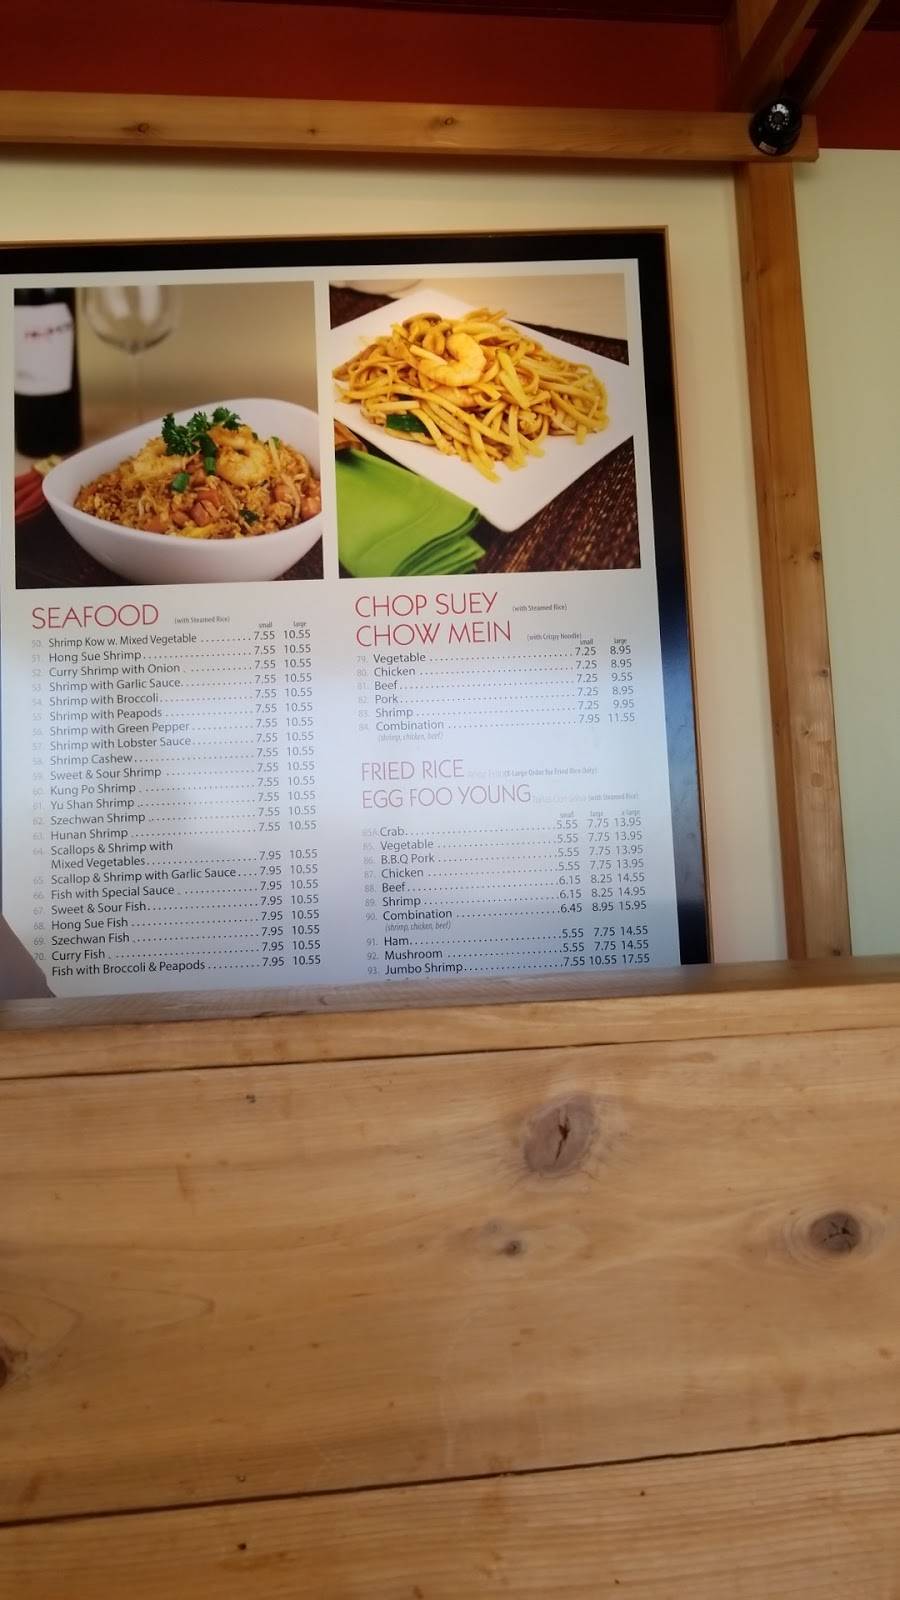 SEAFOOD (with Steamed Rice)
small large
50. Shrimp Kow w. Mixed Vegetable 7.55 10.55
51. Hong Sue Shrimp 7.55 10.55
52. Curry Shrimp with Onion 7.55 10.55
53. Shrimp with Garlic Sauce 7.55 10.55
54. Shrimp with Broccoli 7.55 10.55
55. Shrimp with Peapods 7.55 10.55
56. Shrimp with Green Pepper 7.55 10.55
57. Shrimp with Lobster Sauce 7.55 10.55
58. Shrimp Cashew 7.55 10.55
59. Sweet & Sour Shrimp 7.55 10.55
60. Kung Po Shrimp 7.55 10.55
61. Yu Shan Shrimp 7.55 10.55
62. Szechwan Shrimp 7.55 10.55
63. Hunan Shrimp 7.55 10.55
64. Scallops & Shrimp with
Mixed Vegetables 7.95 10.55
65. Scallop & Shrimp with Garlic Sauce 7.95 10.55
66. Fish with Special Sauce 7.95 10.55
67. Sweet & Sour Fish 7.95 10.55
68. Hong Sue Fish 7.95 10.55
69. Szechwan Fish 7.95 10.55
70. Curry Fish 7.95 10.55
Fish with Broccoli & Peapods 7.95 10.55
CHOP SUEY (with Steamed Rice)
CHOW MEIN (with Crispy Noodle)
small large
79. Vegetable 7.25 8.95
80. Chicken 7.25 8.95
81. Beef 7.25 9.55
82. Pork 7.25 8.95
83. Shrimp 7.25 9.95
84. Combination 7.95 11.55
(shrimp, chicken, beef)
FRIED RICE (X-Large Order for Fried Rice Only)
EGG FOO YOUNG (with Steamed Rice)
small large x-large
85A. Crab 5.55 7.75 13.95
85. Vegetable 5.55 7.75 13.95
86. B.B.Q Pork 5.55 7.75 13.95
87. Chicken 5.55 7.75 13.95
88. Beef 6.15 8.25 14.55
89. Shrimp 6.15 8.25 14.95
90. Combination 6.45 8.95 15.95
(shrimp, chicken, beef)
91. Ham 5.55 7.75 14.55
92. Mushroom 5.55 7.75 14.55
93. Jumbo Shrimp 7.55 10.55 17.55